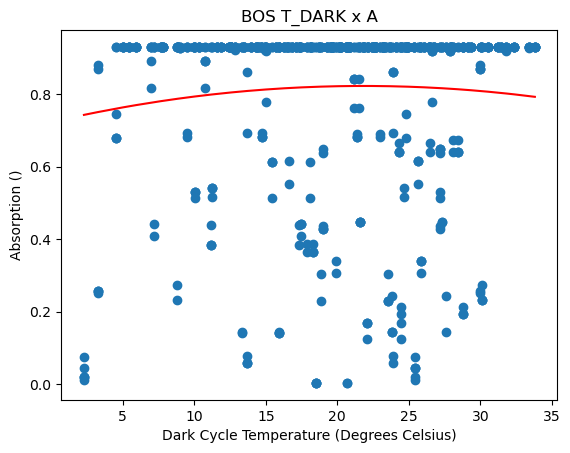 BOS T_DARK x A
Absorption ()
0.8
0.6
0.4
0.2
0.0
5 10 15 20 25 30 35
Dark Cycle Temperature (Degrees Celsius)